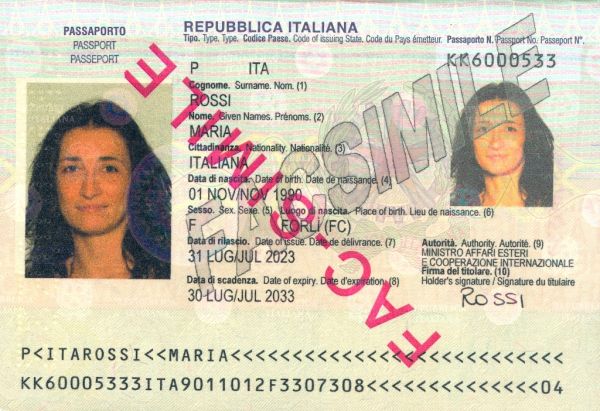 PASSAPORTO
PASSPORT
PASSEPORT
REPUBBLICA ITALIANA
Tipo. Type. Type. Codice Paese. Code of issuing State. Code du Pays émetteur. Passaporto N. Passport No. Passeport N°.
P ITA KK6000533
Cognome. Surname. Nom. (1)
ROSSI
Nome. Given Names. Prénoms. (2)
MARIA
Cittadinanza. Nationality. Nationalité. (3)
ITALIANA
Data di nascita. Date of birth. Date de naissance. (4)
01 NOV/NOV 1990
Sesso. Sex. Sexe. (5) Luogo di nascita. Place of birth. Lieu de naissance. (6)
F FORLÌ (FC)
Data di rilascio. Date of issue. Date de délivrance. (7)
31 LUG/JUL 2023
Data di scadenza. Date of expiry. Date d'expiration. (8)
30 LUG/JUL 2033
Autorità. Authority. Autorité. (9)
MINISTRO AFFARI ESTERI
E COOPERAZIONE INTERNAZIONALE
Firma del titolare. (10)
Holder's signature / Signature du titulaire
ROSSI
FAC-SIMILE
FACSIMILE
P<ITAROSSI<<MARIA<<<<<<<<<<<<<<<<<<<<<<<<<<<
KK60005333ITA9011012F3307308<<<<<<<<<<<<<<04